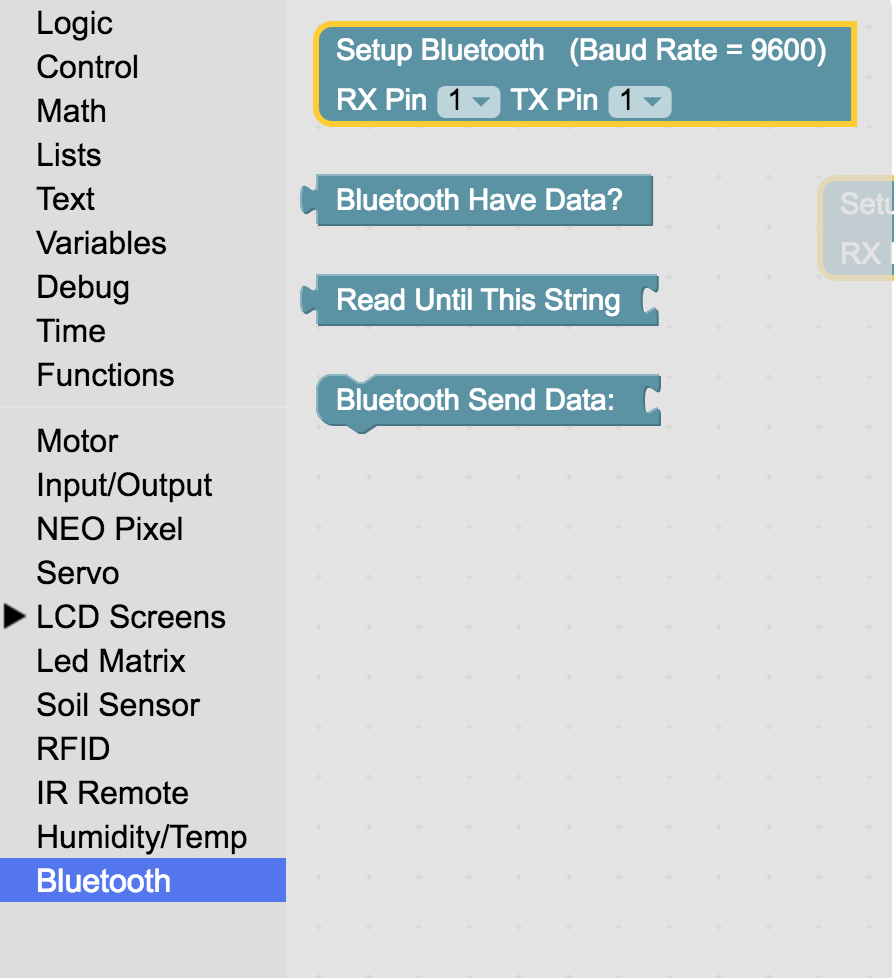 Logic
Control
Math
Lists
Text
Variables
Debug
Time
Functions
Motor
Input/Output
NEO Pixel
Servo
LCD Screens
Led Matrix
Soil Sensor
RFID
IR Remote
Humidity/Temp
Bluetooth
Setup Bluetooth (Baud Rate = 9600)
RX Pin 1 TX Pin 1
Bluetooth Have Data?
Read Until This String
Bluetooth Send Data:
RX